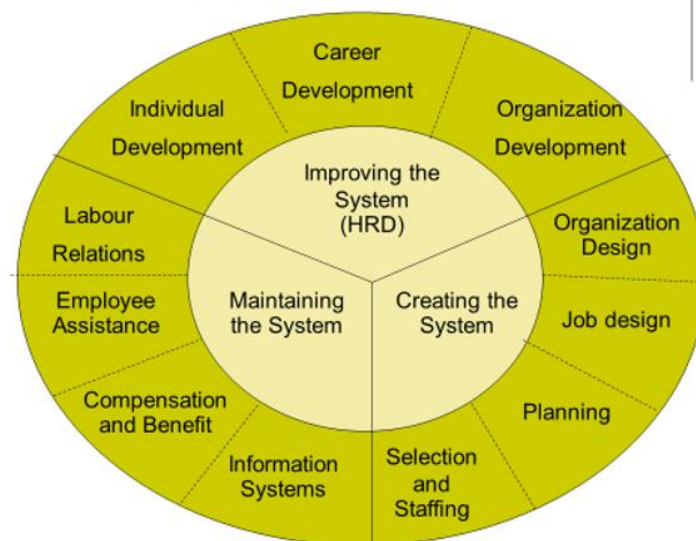 Career
Development
Individual
Development
Organization
Development
Improving the
System
(HRD)
Labour
Relations
Organization
Design
Employee
Assistance
Maintaining
the System
Creating the
System
Job design
Compensation
and Benefit
Planning
Information
Systems
Selection
and
Staffing